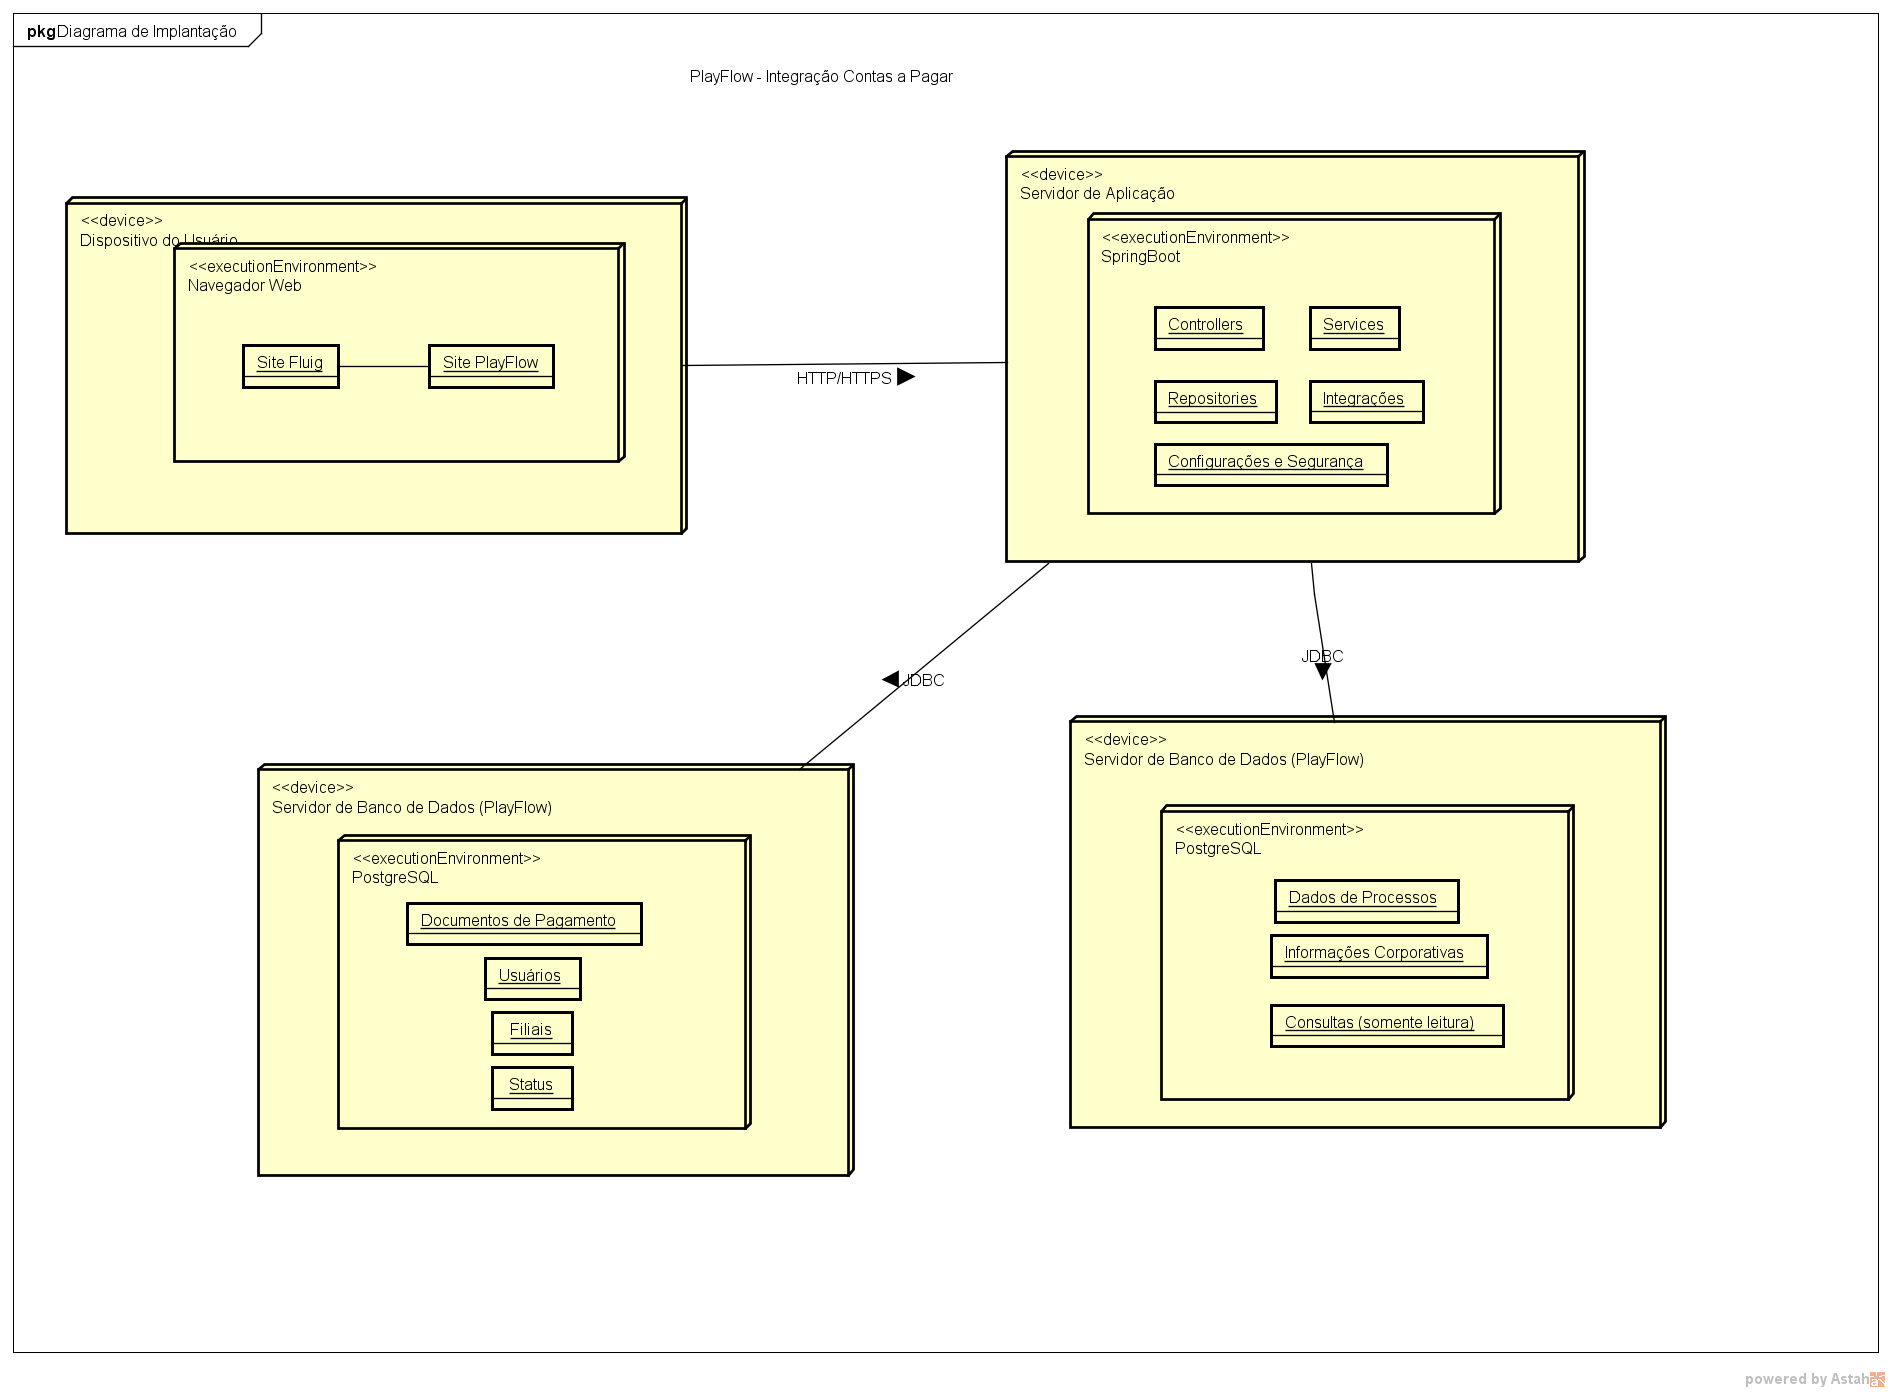 pkg Diagrama de Implantação
PlayFlow - Integração Contas a Pagar
<<device>>
Dispositivo do Usuário
<<executionEnvironment>>
Navegador Web
Site Fluig
Site PlayFlow
HTTP/HTTPS
<<device>>
Servidor de Aplicação
<<executionEnvironment>>
SpringBoot
Controllers
Services
Repositories
Integrações
Configurações e Segurança
JDBC
JDBC
<<device>>
Servidor de Banco de Dados (PlayFlow)
<<executionEnvironment>>
PostgreSQL
Documentos de Pagamento
Usuários
Filiais
Status
<<device>>
Servidor de Banco de Dados (PlayFlow)
<<executionEnvironment>>
PostgreSQL
Dados de Processos
Informações Corporativas
Consultas (somente leitura)
powered by Astah